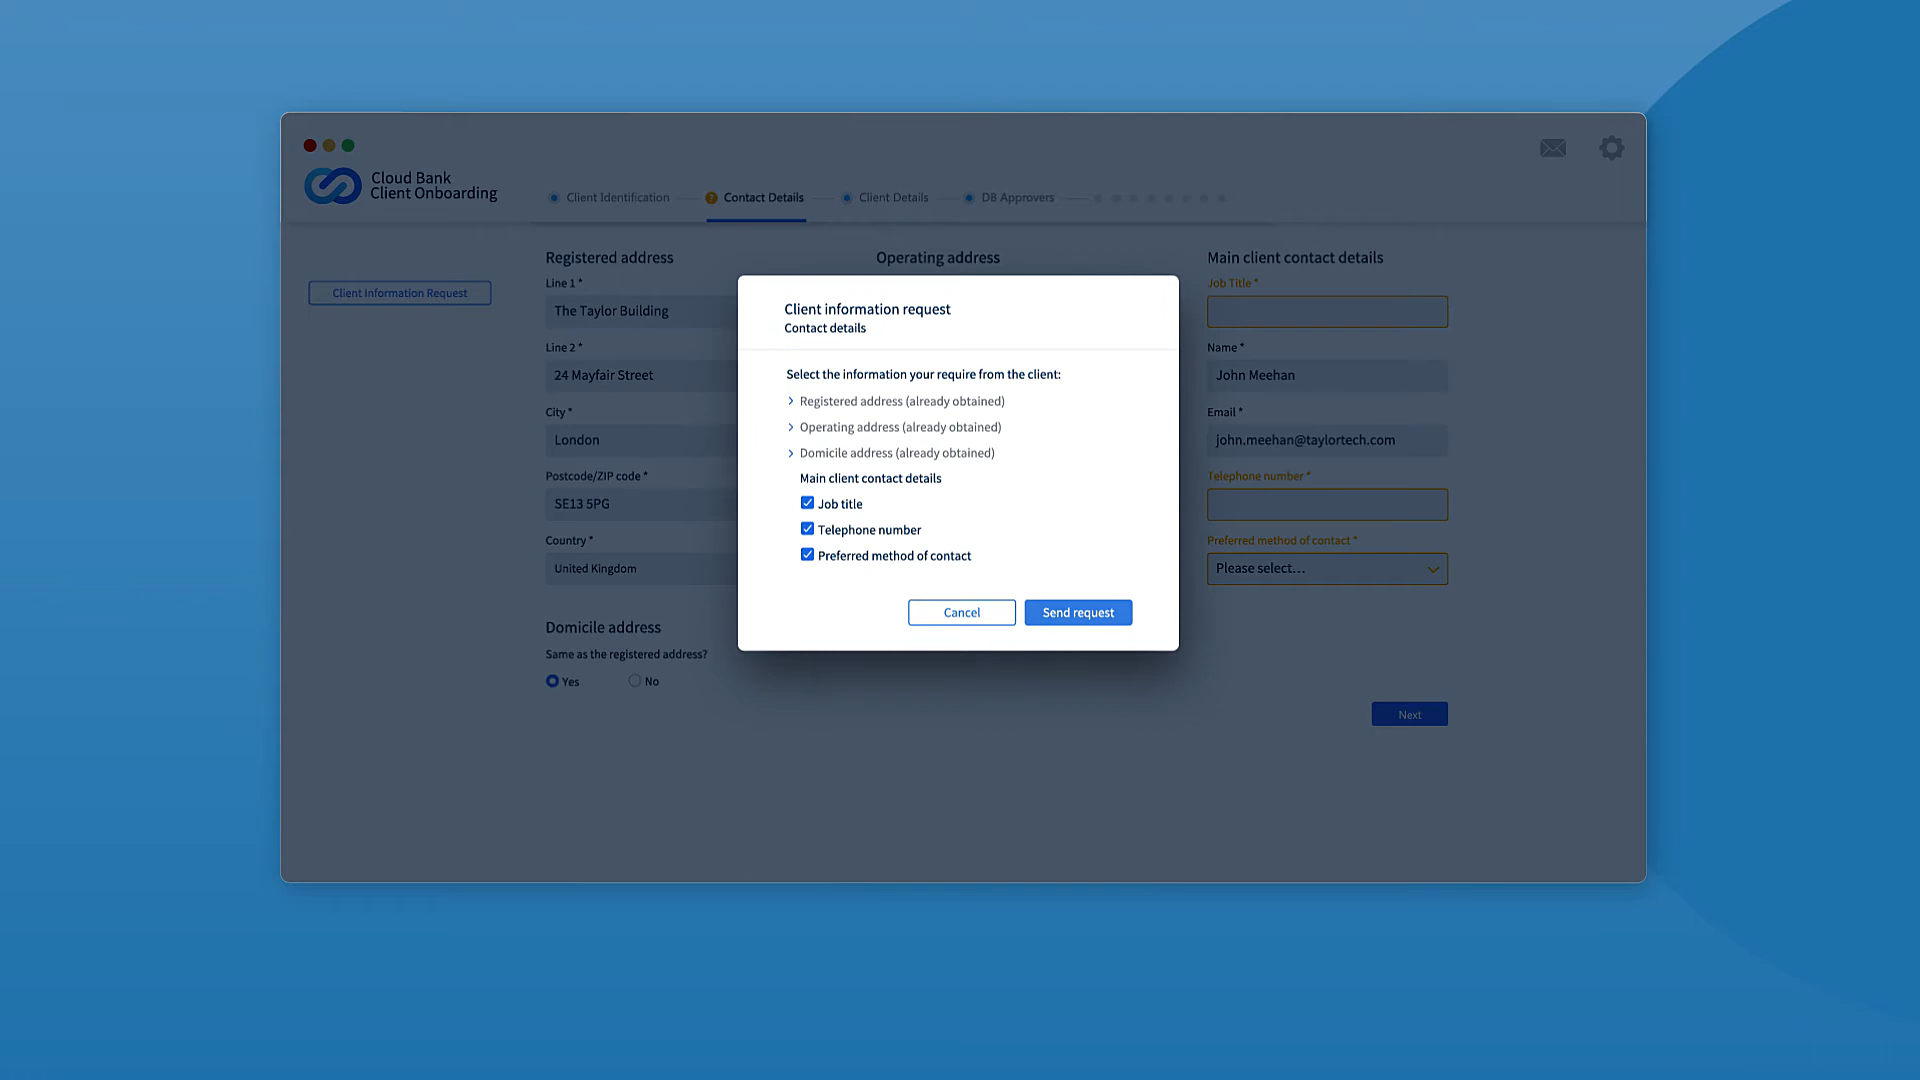 Cloud Bank
Client Onboarding
Client Identification
?
Contact Details
Client Details
DB Approvers
Client Information Request
Registered address
Line 1 *
The Taylor Building
Line 2 *
24 Mayfair Street
City *
London
Postcode/ZIP code *
SE13 5PG
Country *
United Kingdom
Domicile address
Same as the registered address?
Yes
No
Operating address
Client information request
Contact details
Select the information your require from the client:
Registered address (already obtained)
Operating address (already obtained)
Domicile address (already obtained)
Main client contact details
Job title
Telephone number
Preferred method of contact
Cancel
Send request
Main client contact details
Job Title *
Name *
John Meehan
Email *
john.meehan@taylortech.com
Telephone number *
Preferred method of contact *
Please select...
Next